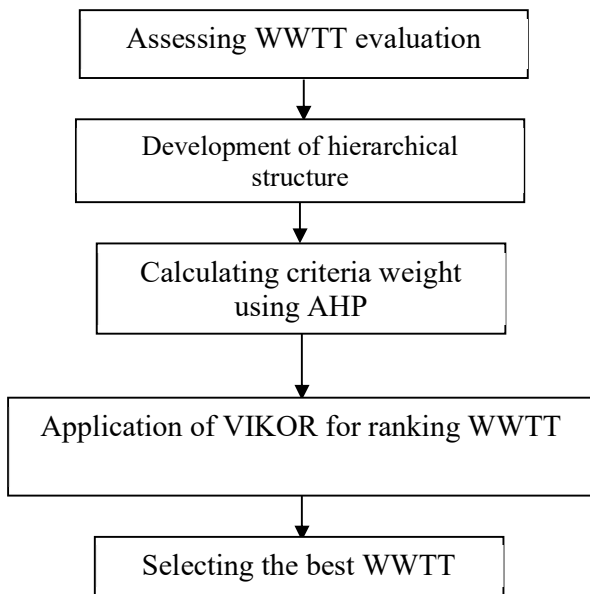 Assessing WWTT evaluation
Development of hierarchical
structure
Calculating criteria weight
using AHP
Application of VIKOR for ranking WWTT
Selecting the best WWTT